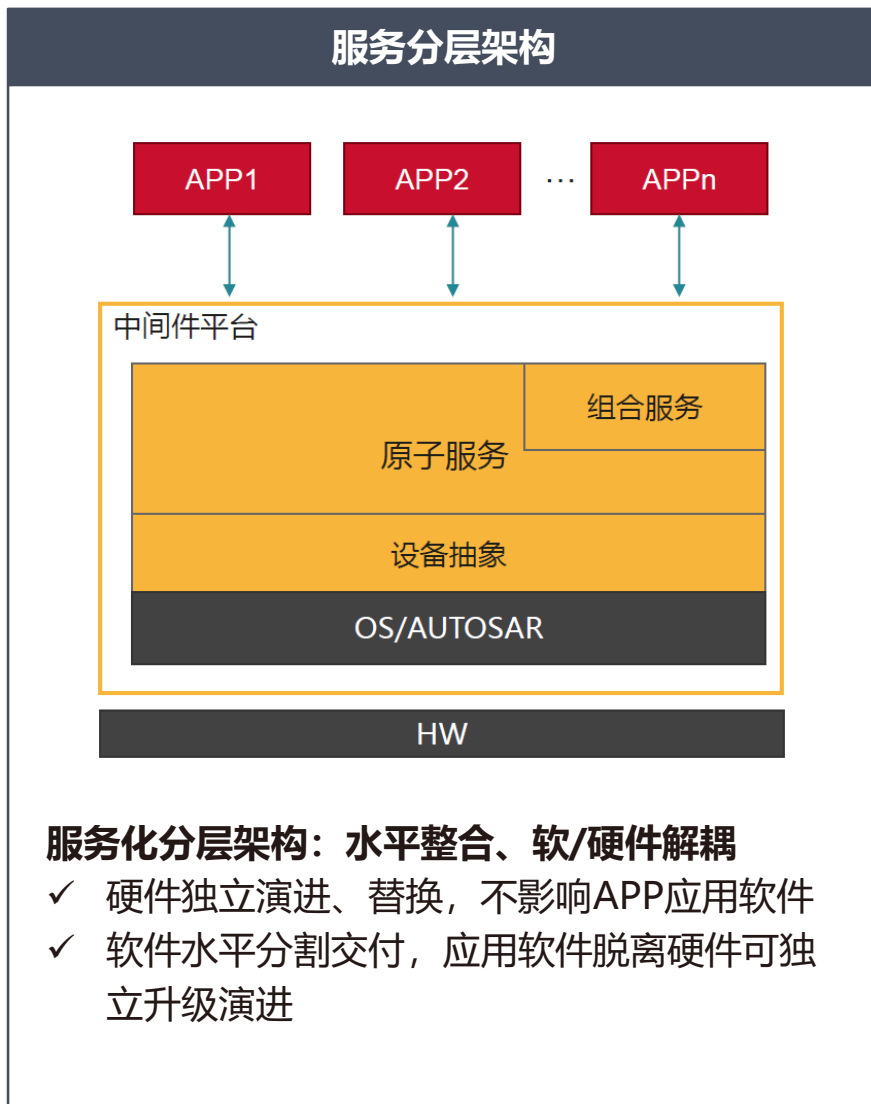 服务分层架构
APP1 APP2 … APPn
中间件平台
组合服务
原子服务
设备抽象
OS/AUTOSAR
HW
服务化分层架构：水平整合、软/硬件解耦
✓ 硬件独立演进、替换，不影响APP应用软件
✓ 软件水平分割交付，应用软件脱离硬件可独
立升级演进